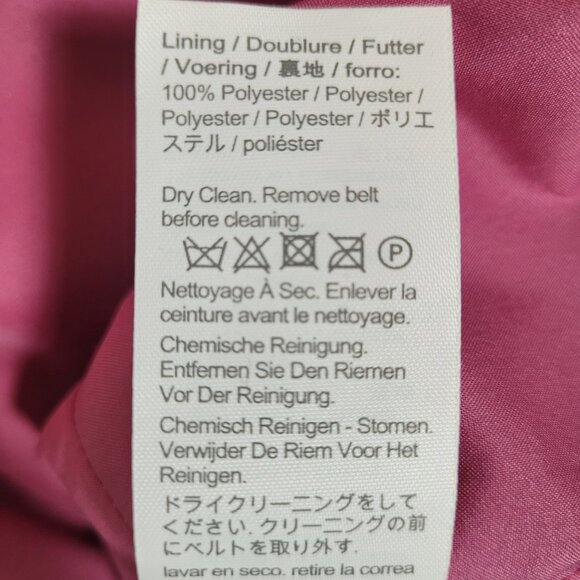 Lining / Doublure / Futter
/ Voering / 裏地 / forro:
100% Polyester / Polyester /
Polyester / Polyester / ポリエ
ステル / poliéster
Dry Clean. Remove belt
before cleaning.
P
Nettoyage À Sec. Enlever la
ceinture avant le nettoyage.
Chemische Reinigung.
Entfernen Sie Den Riemen
Vor Der Reinigung.
Chemisch Reinigen - Stomen.
Verwijder De Riem Voor Het
Reinigen.
ドライクリーニングをして
ください. クリーニングの前
にベルトを取り外す.
lavar en seco. retire la correa